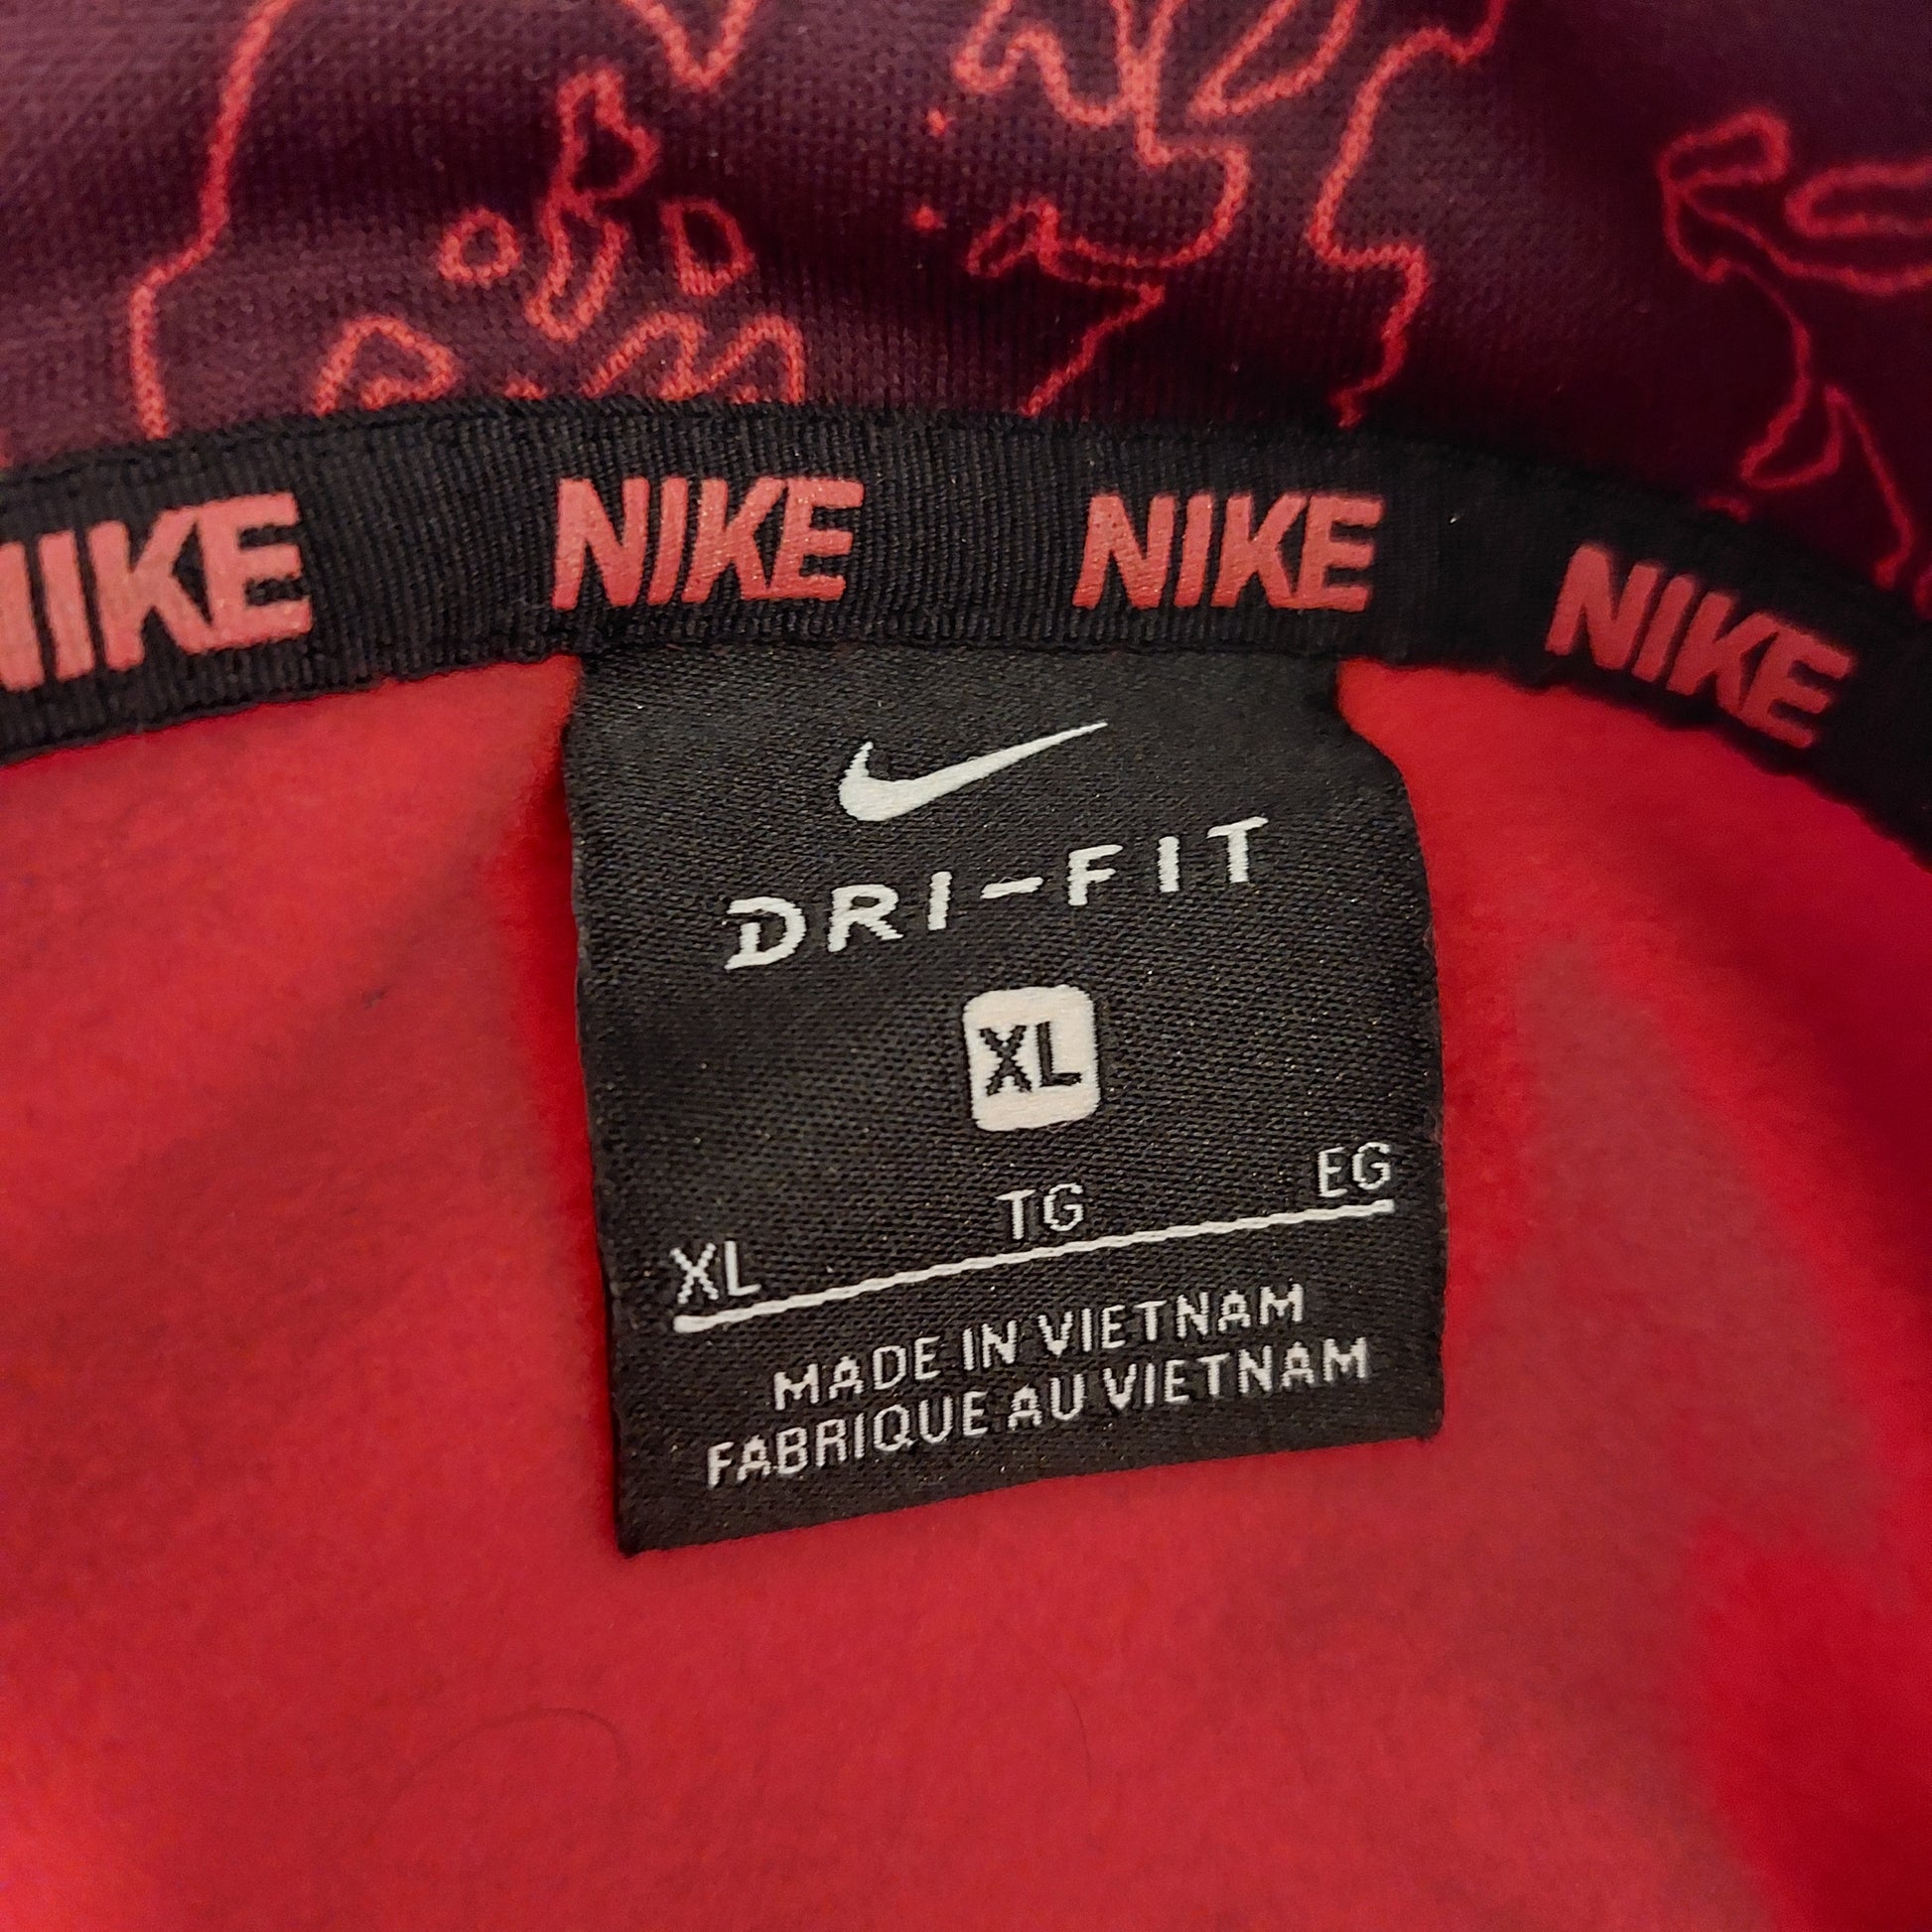 NIKE NIKE NIKE NIKE
DRI-FIT
XL
XL TG EG
MADE IN VIETNAM
FABRIQUE AU VIETNAM